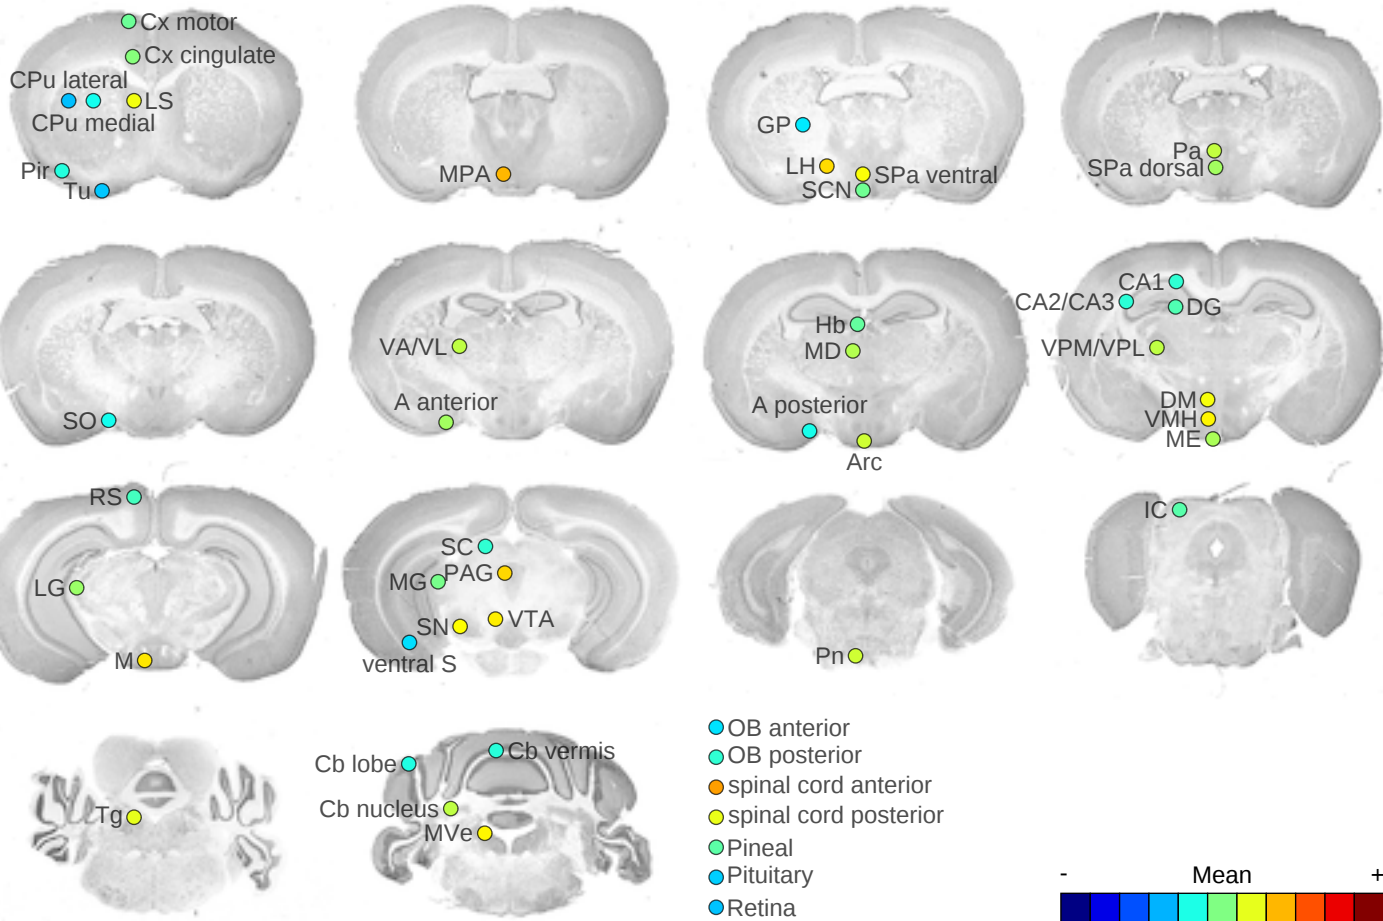 Cx motor
Cx cingulate
CPu lateral
LS
CPu medial
Pir
Tu
MPA
GP
LH
SPa ventral
SCN
Pa
SPa dorsal
SO
VA/VL
A anterior
Hb
MD
A posterior
Arc
CA1
CA2/CA3
DG
VPM/VPL
DM
VMH
ME
RS
LG
M
SC
PAG
MG
VTA
SN
ventral S
Pn
IC
Tg
Cb vermis
Cb lobe
Cb nucleus
MVe
OB anterior
OB posterior
spinal cord anterior
spinal cord posterior
Pineal
Pituitary
Retina
- Mean +